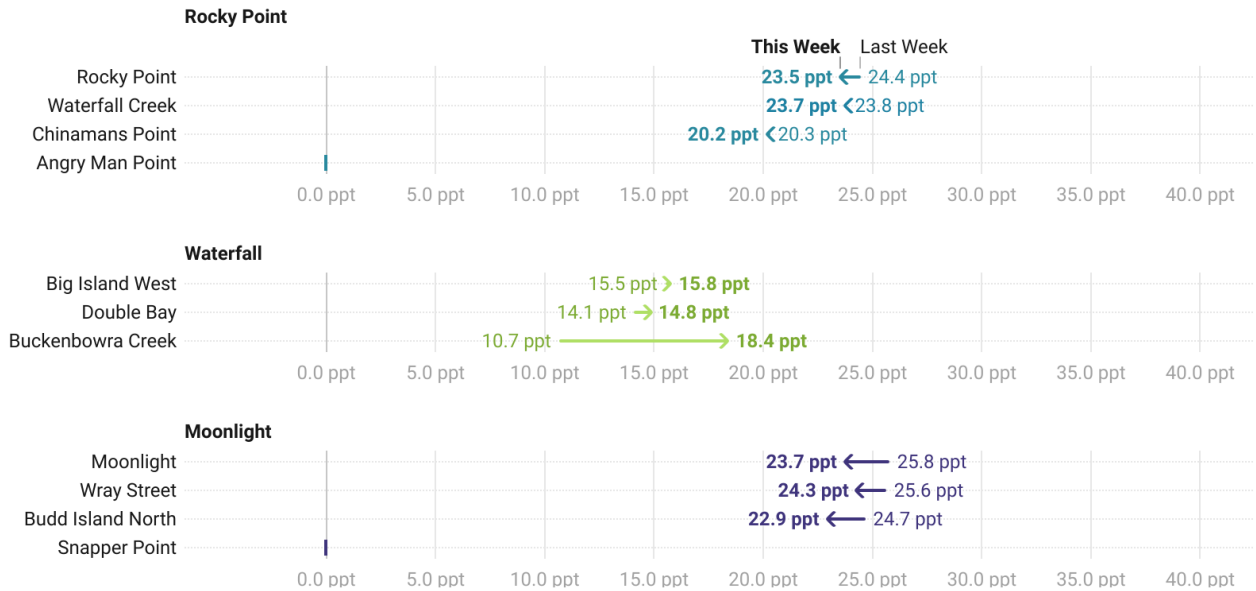 Rocky Point
This Week Last Week
Rocky Point 23.5 ppt 24.4 ppt
Waterfall Creek 23.7 ppt 23.8 ppt
Chinamans Point 20.2 ppt 20.3 ppt
Angry Man Point
0.0 ppt 5.0 ppt 10.0 ppt 15.0 ppt 20.0 ppt 25.0 ppt 30.0 ppt 35.0 ppt 40.0 ppt
Waterfall
Big Island West 15.5 ppt 15.8 ppt
Double Bay 14.1 ppt 14.8 ppt
Buckenbowra Creek 10.7 ppt 18.4 ppt
0.0 ppt 5.0 ppt 10.0 ppt 15.0 ppt 20.0 ppt 25.0 ppt 30.0 ppt 35.0 ppt 40.0 ppt
Moonlight
Moonlight 23.7 ppt 25.8 ppt
Wray Street 24.3 ppt 25.6 ppt
Budd Island North 22.9 ppt 24.7 ppt
Snapper Point
0.0 ppt 5.0 ppt 10.0 ppt 15.0 ppt 20.0 ppt 25.0 ppt 30.0 ppt 35.0 ppt 40.0 ppt